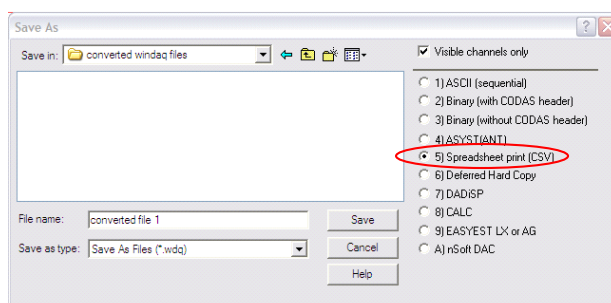 Save As
Save in: converted windaq files
Visible channels only
1) ASCII (sequential)
2) Binary (with CODAS header)
3) Binary (without CODAS header)
4) ASYST(ANT)
5) Spreadsheet print (CSV)
6) Deferred Hard Copy
7) DADiSP
8) CALC
9) EASYEST LX or AG
A) nSoft DAC
File name: converted file 1
Save
Save as type: Save As Files (*.wdq)
Cancel
Help